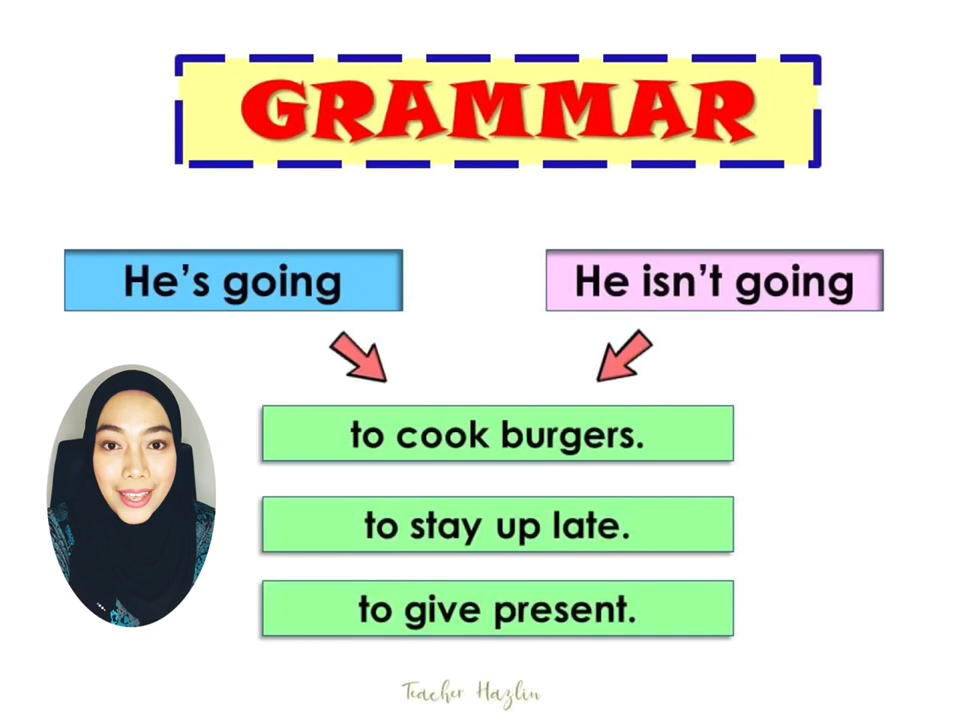 GRAMMAR
He's going
He isn't going
to cook burgers.
to stay up late.
to give present.
Teacher Hazlin